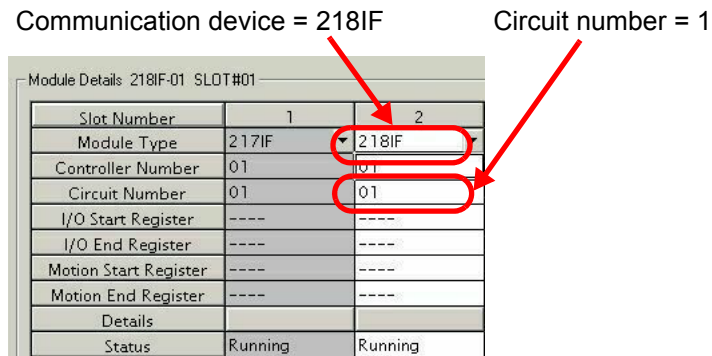 Communication device = 218IF Circuit number = 1
Module Details 218IF-01 SLOT#01
Slot Number 1 2
Module Type 217IF 218IF
Controller Number 01 01
Circuit Number 01 01
I/O Start Register ---- ----
I/O End Register ---- ----
Motion Start Register ---- ----
Motion End Register ---- ----
Details
Status Running Running